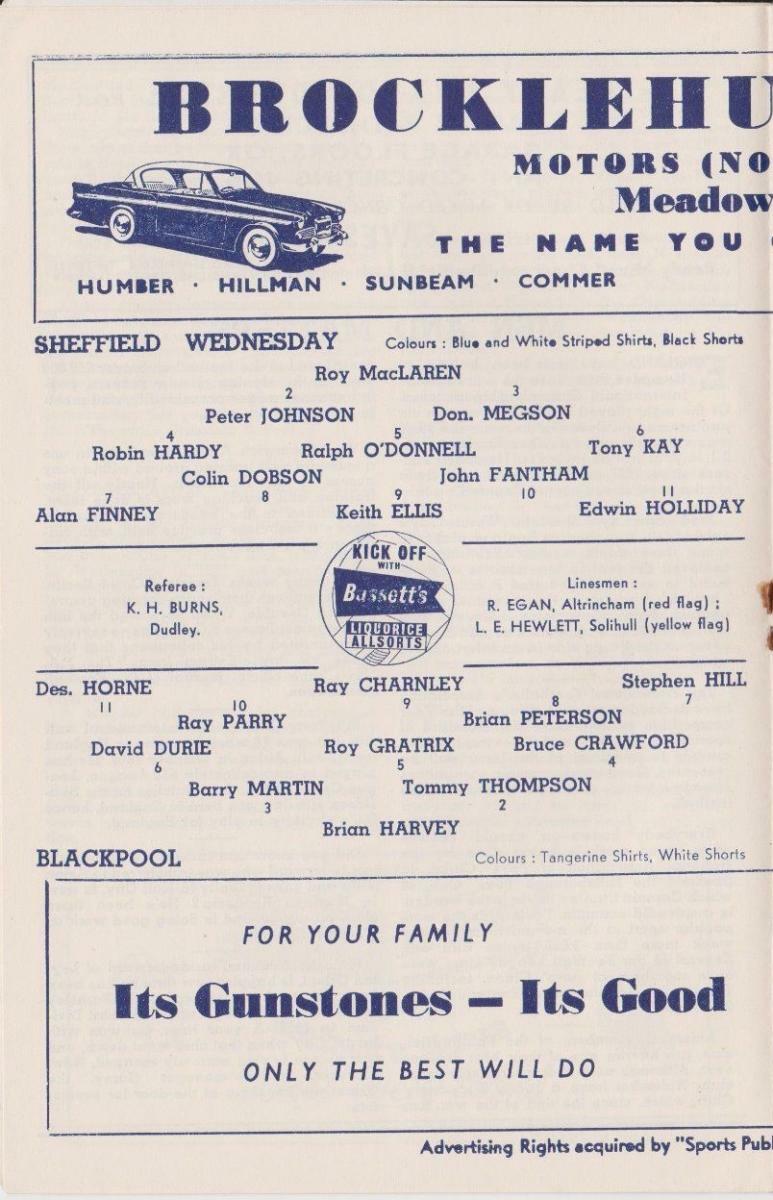 BROCKLEHU
MOTORS (NO
Meadow
THE NAME YOU
HUMBER · HILLMAN · SUNBEAM · COMMER
SHEFFIELD WEDNESDAY Colours : Blue and White Striped Shirts, Black Shorts
Roy MacLAREN
2 3
Peter JOHNSON Don. MEGSON
4 5 6
Robin HARDY Ralph O'DONNELL Tony KAY
Colin DOBSON John FANTHAM
7 8 9 10 11
Alan FINNEY Keith ELLIS Edwin HOLLIDAY
KICK OFF
WITH
Bassett's
LIQUORICE
ALLSORTS
Referee :
K. H. BURNS,
Dudley.
Linesmen :
R. EGAN, Altrincham (red flag) ;
L. E. HEWLETT, Solihull (yellow flag)
Des. HORNE Ray CHARNLEY Stephen HILL
11 10 9 8 7
Ray PARRY Brian PETERSON
David DURIE Roy GRATRIX Bruce CRAWFORD
6 5 4
Barry MARTIN Tommy THOMPSON
3 2
Brian HARVEY
BLACKPOOL Colours : Tangerine Shirts, White Shorts
FOR YOUR FAMILY
Its Gunstones — Its Good
ONLY THE BEST WILL DO
Advertising Rights acquired by "Sports Publ